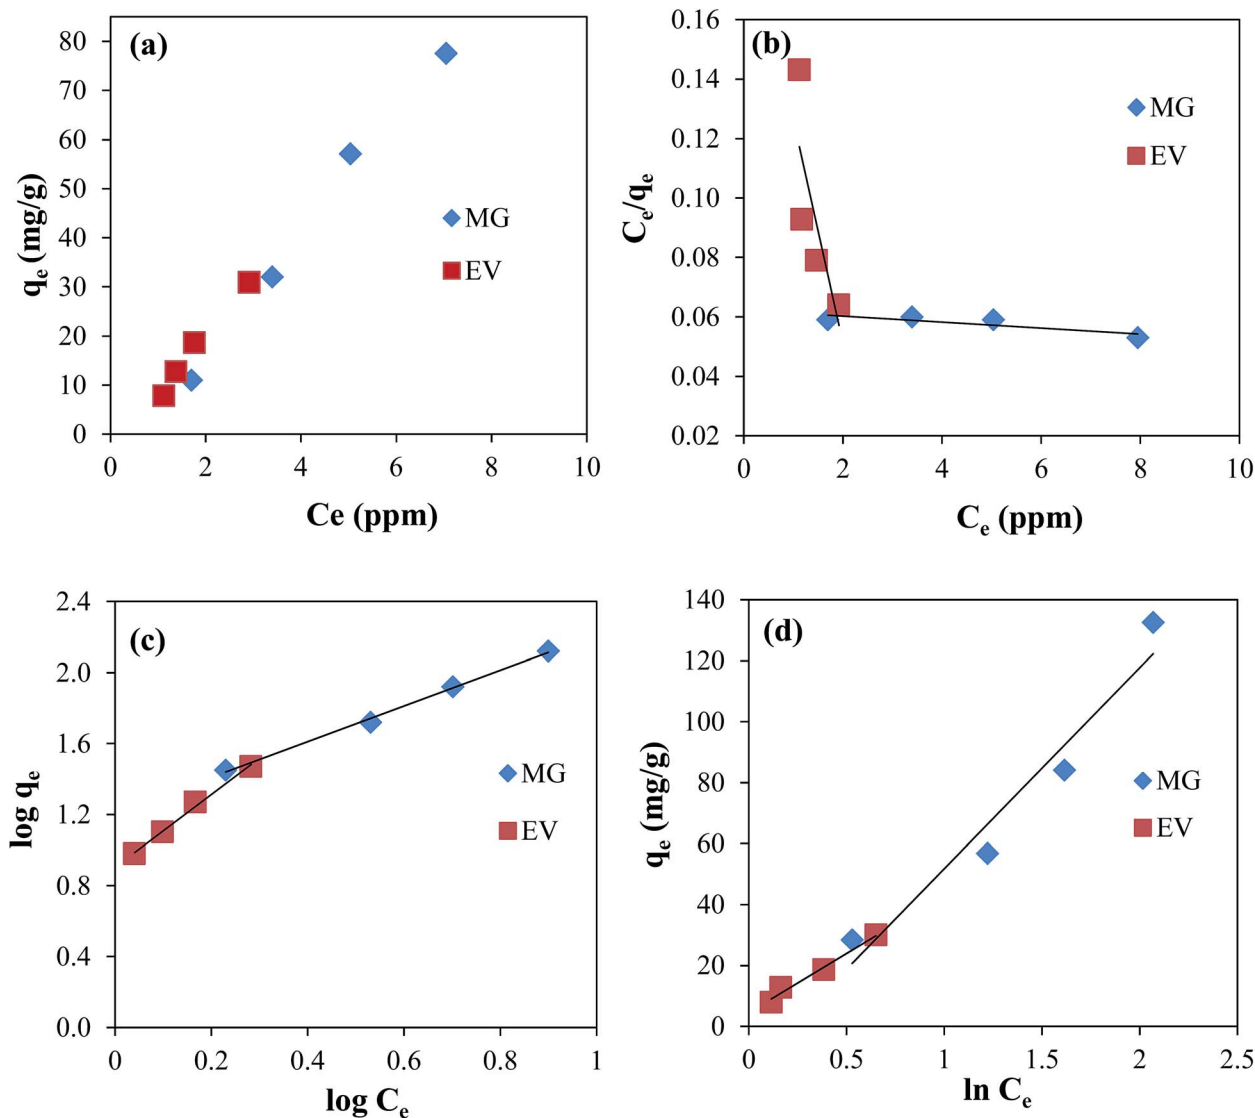 (a)
80
70
60
50
40
30
20
10
0
qₑ (mg/g)
MG
EV
0 2 4 6 8 10
Ce (ppm)
(b)
0.16
0.14
0.12
0.10
0.08
0.06
0.04
0.02
Cₑ/qₑ
MG
EV
0 2 4 6 8 10
Cₑ (ppm)
(c)
2.4
2.0
1.6
1.2
0.8
0.4
0.0
log qₑ
MG
EV
0 0.2 0.4 0.6 0.8 1
log Cₑ
(d)
140
120
100
80
60
40
20
0
qₑ (mg/g)
MG
EV
0 0.5 1 1.5 2 2.5
ln Cₑ